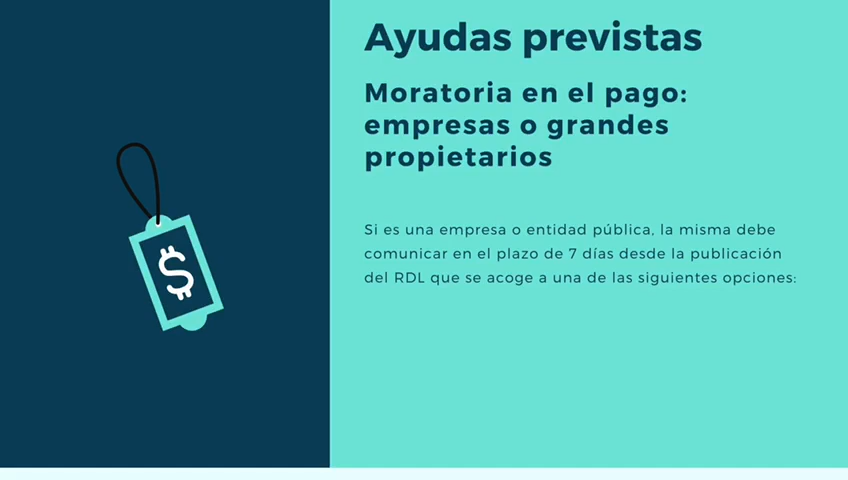 Ayudas previstas
Moratoria en el pago:
empresas o grandes
propietarios
Si es una empresa o entidad pública, la misma debe
comunicar en el plazo de 7 días desde la publicación
del RDL que se acoge a una de las siguientes opciones:
$